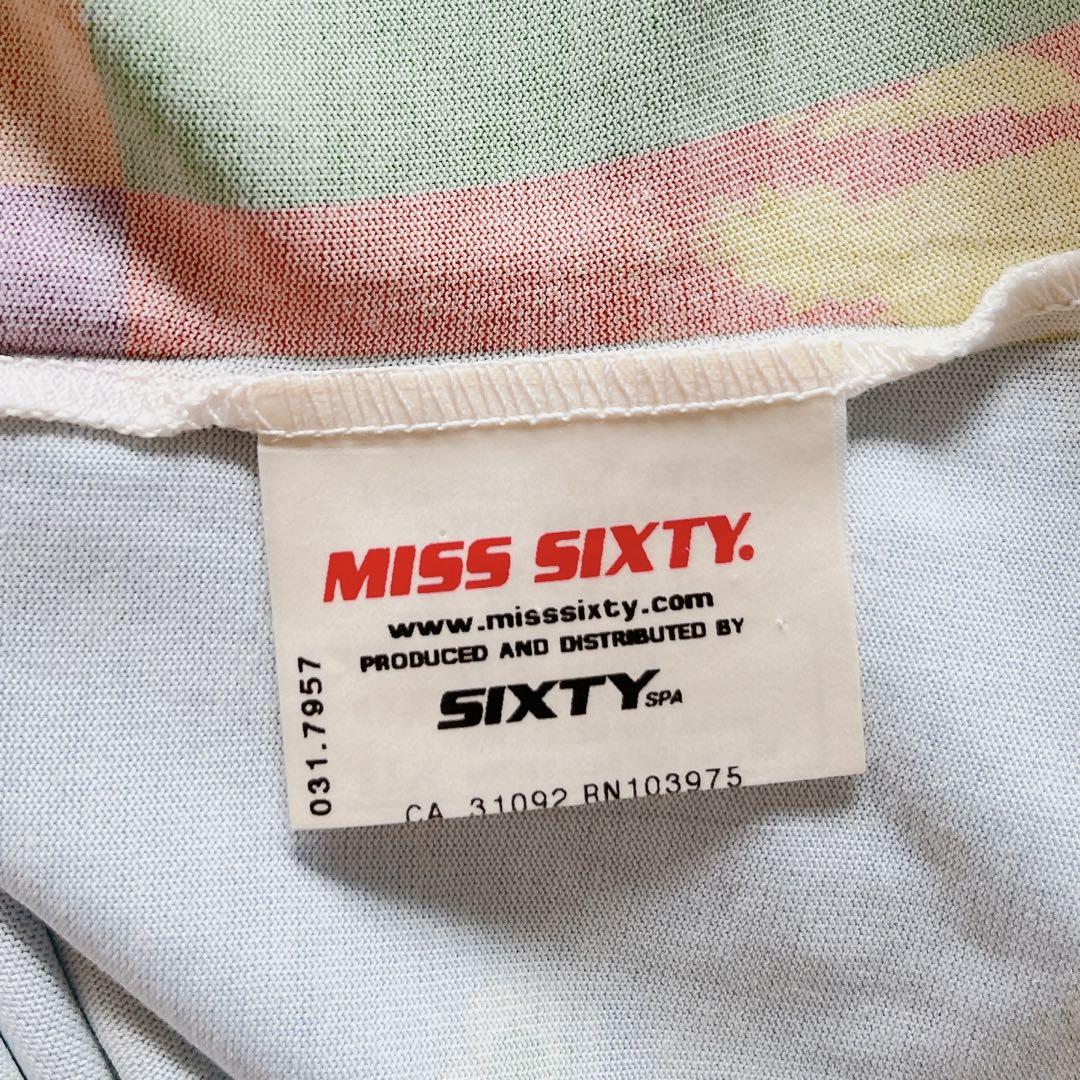 MISS SIXTY.
www.misssixty.com
PRODUCED AND DISTRIBUTED BY
SIXTY SPA
031.7957
CA 31092 RN103975